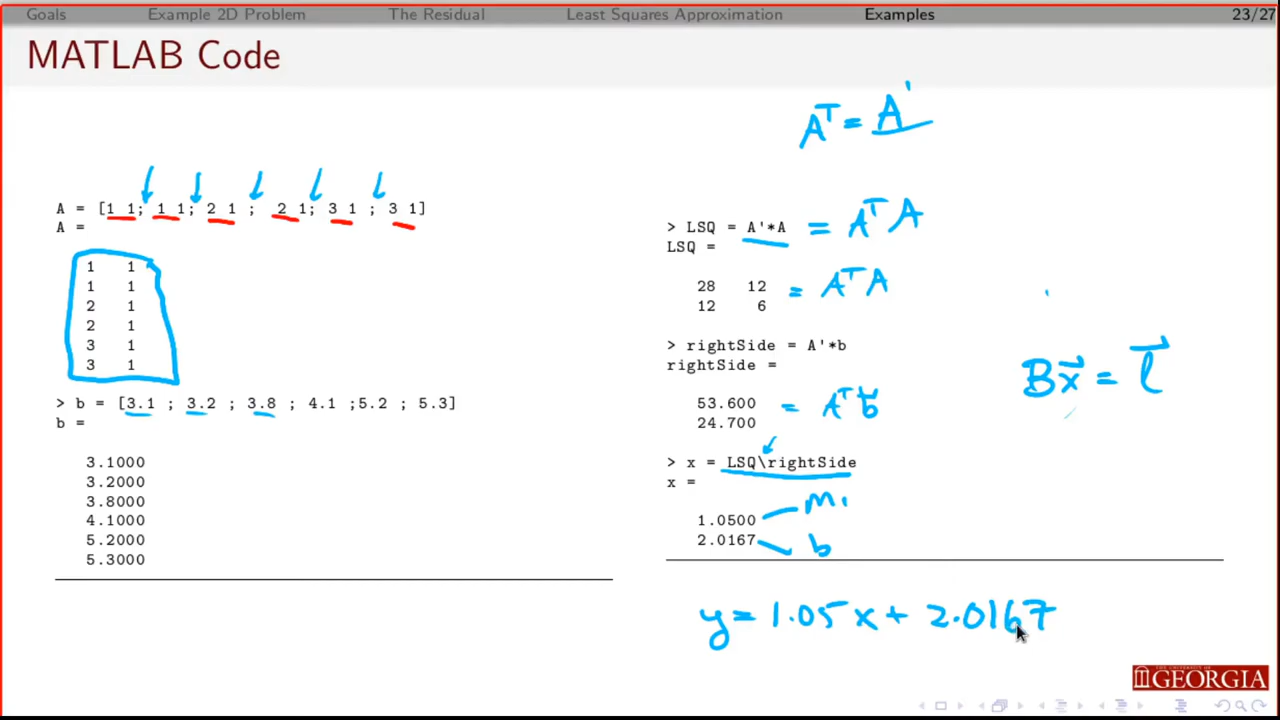 Goals Example 2D Problem The Residual Least Squares Approximation Examples 23/27
MATLAB Code
A = [1 1; 1 1; 2 1 ; 2 1; 3 1 ; 3 1]
A =
1 1
1 1
2 1
2 1
3 1
3 1
> b = [3.1 ; 3.2 ; 3.8 ; 4.1 ;5.2 ; 5.3]
b =
3.1000
3.2000
3.8000
4.1000
5.2000
5.3000
Aᵀ = A'
> LSQ = A'*A = AᵀA
LSQ =
28 12 = AᵀA
12 6
> rightSide = A'*b
rightSide =
53.600 = Aᵀb⃗
24.700
> x = LSQ\rightSide
x =
1.0500 m
2.0167 b
Bx⃗ = l⃗
y = 1.05x + 2.0167
GEORGIA